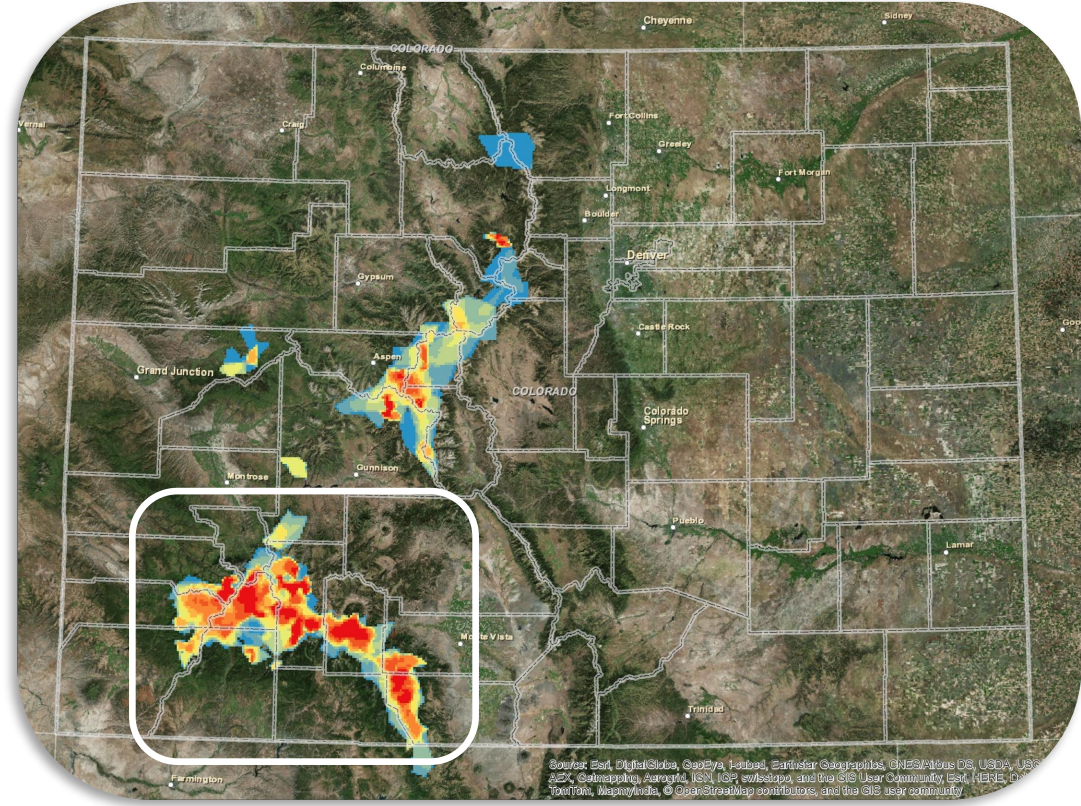 Cheyenne
Sidney
COLORADO
Columbine
Vernal
Craig
Fort Collins
Greeley
Fort Morgan
Longmont
Boulder
Denver
Gypsum
Castle Rock
Aspen
Grand Junction
COLORADO
Colorado
Springs
Gunnison
Montrose
Pueblo
Lamar
Monte Vista
Trinidad
Farmington
Source: Esri, DigitalGlobe, GeoEye, i-cubed, Earthstar Geographics, CNES/Airbus DS, USDA,
AEX, Getmapping, Aerogrid, IGN, IGP, swisstopo, and the GIS User Community, Esri, HERE,
TomTom, MapmyIndia, © OpenStreetMap contributors, and the GIS user community